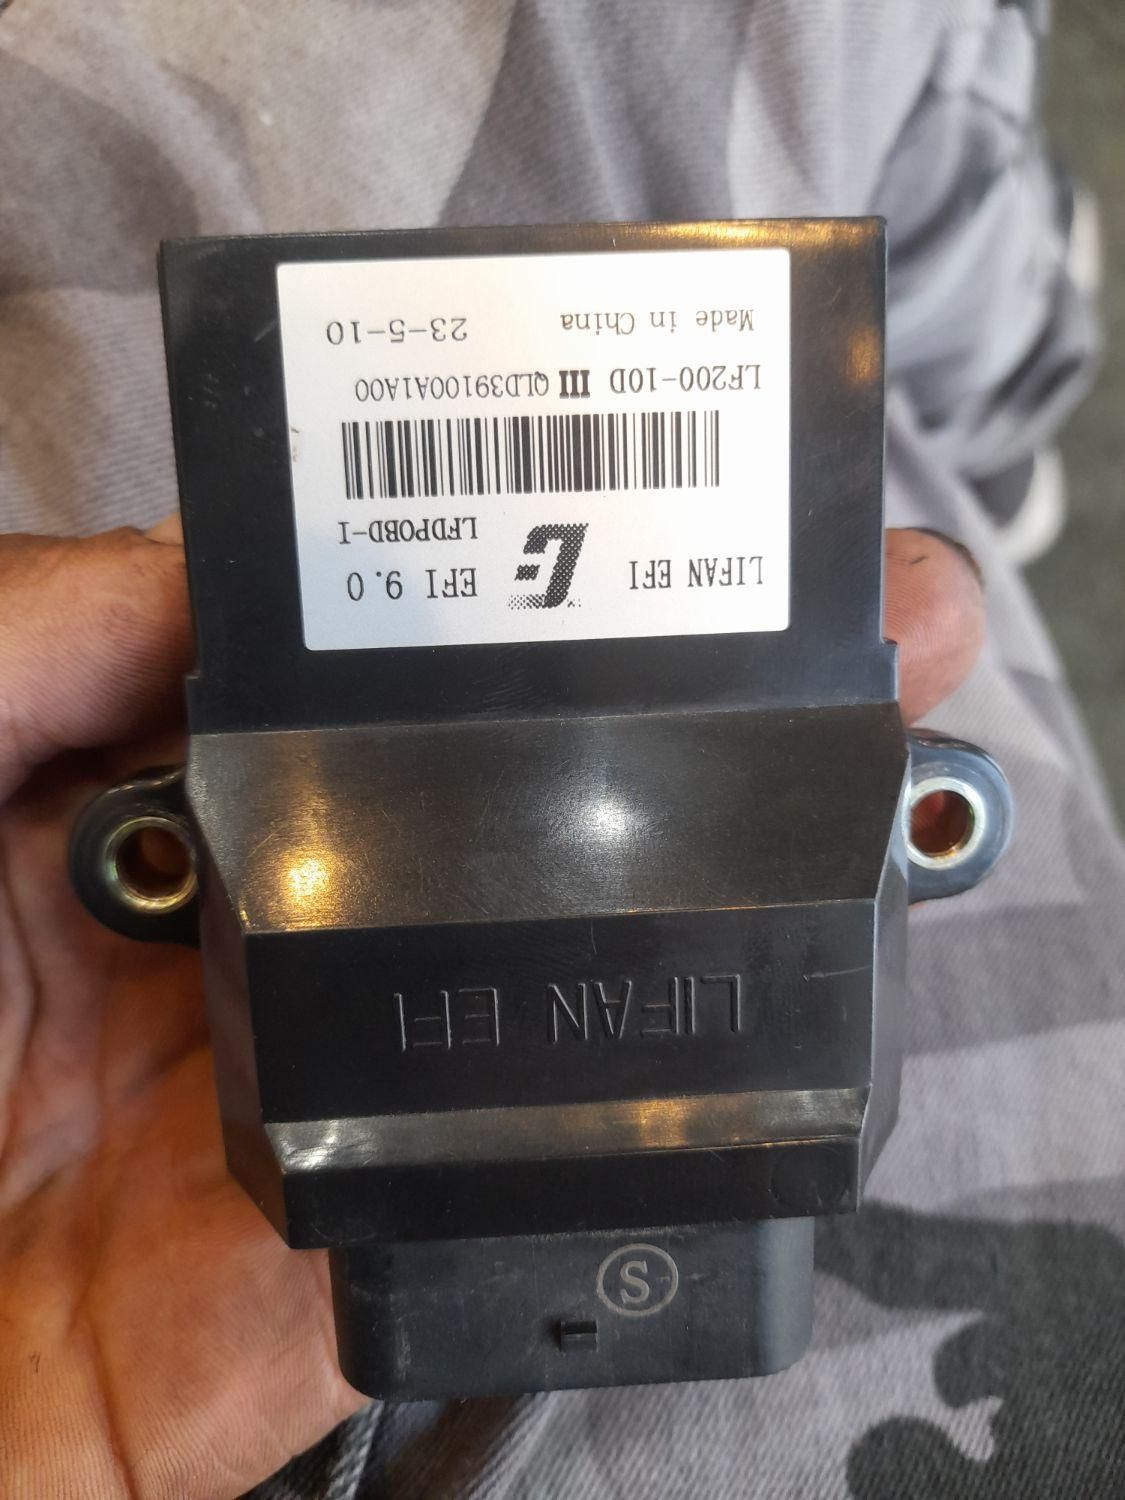 LIFAN EFI
EFI 9.0
LFDPOBD-I
LF200-10D III QLD39100A1A00
Made in China 23-5-10
LIFAN EFI
S